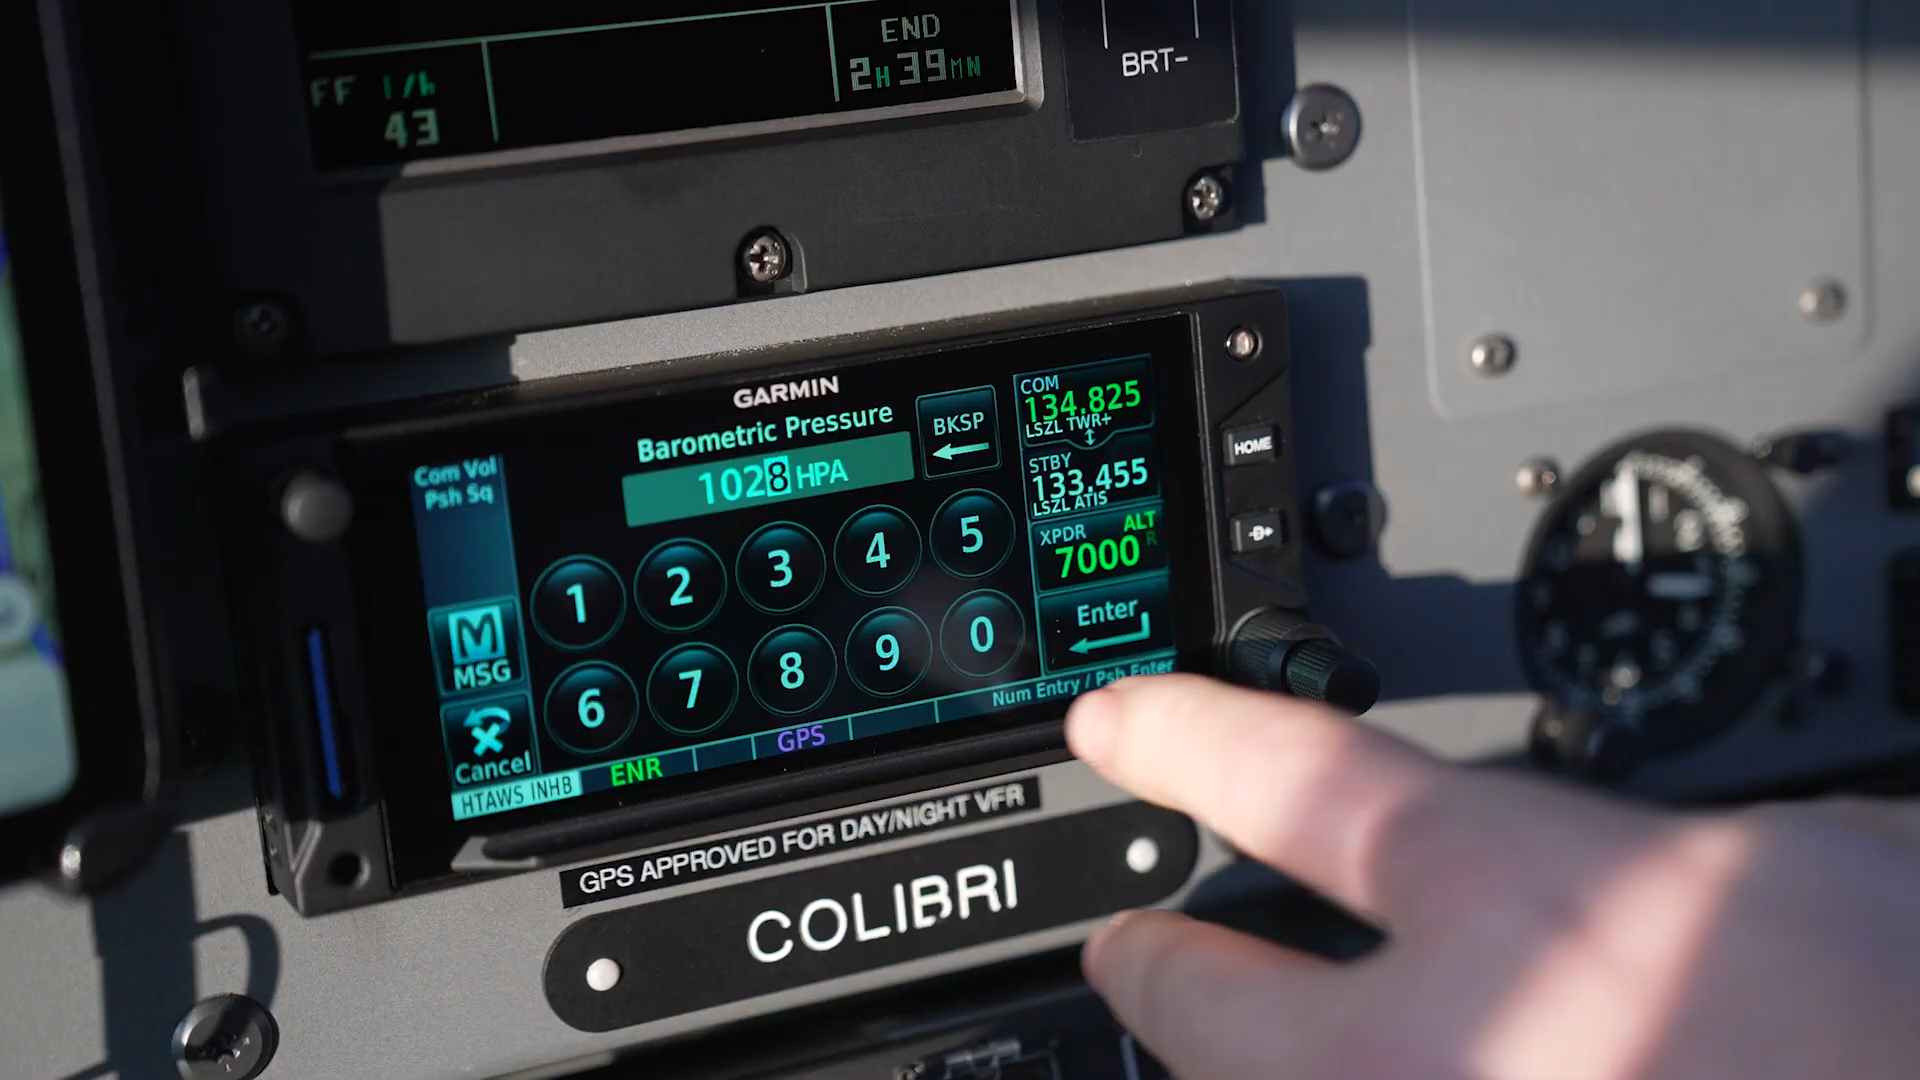 END
2H 39MN
FF l/h
43
BRT-
GARMIN
Com Vol
Psh Sq
Barometric Pressure
1028 HPA
BKSP
COM
134.825
LSZL TWR+
STBY
133.455
LSZL ATIS
XPDR ALT
7000 R
Enter
Num Entry / Psh Enter
1 2 3 4 5
6 7 8 9 0
MSG
Cancel
HTAWS INHB
ENR
GPS
HOME
D
GPS APPROVED FOR DAY/NIGHT VFR
COLIBRI